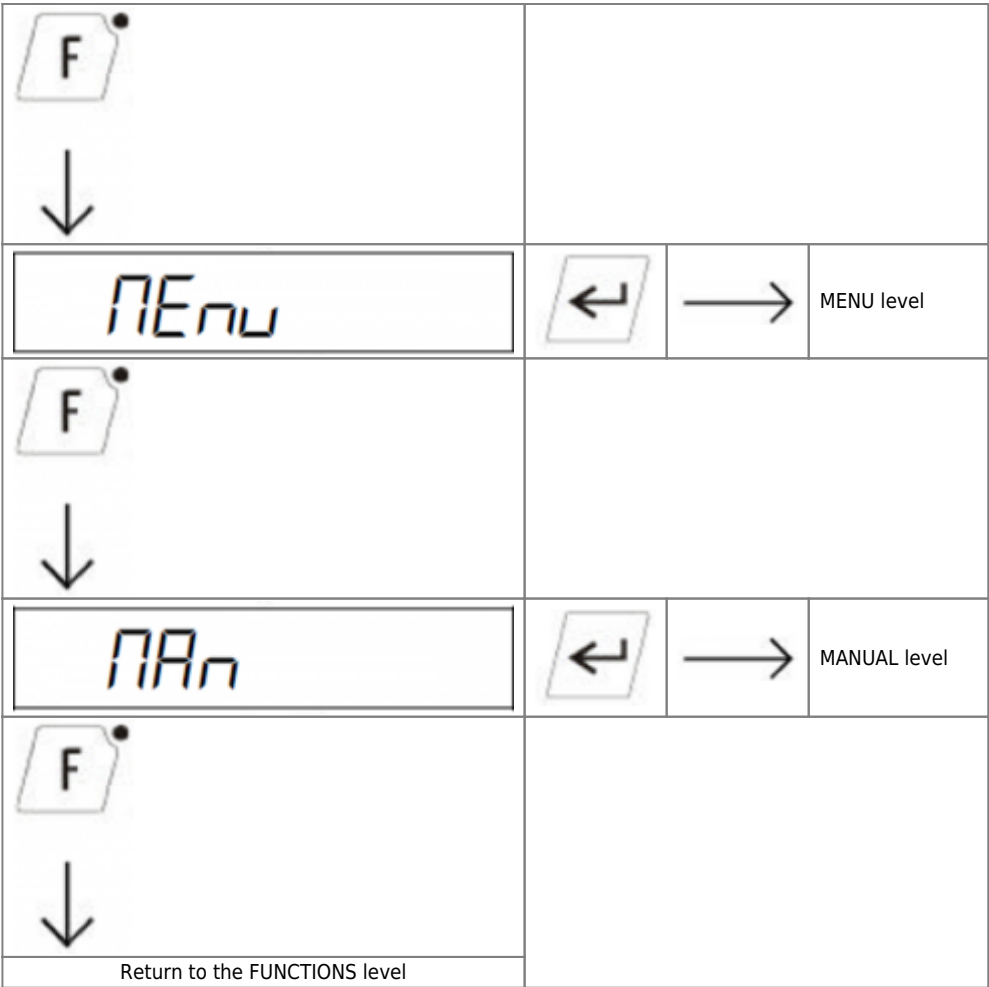 F
MEnu
MENU level
F
MAn
MANUAL level
F
Return to the FUNCTIONS level